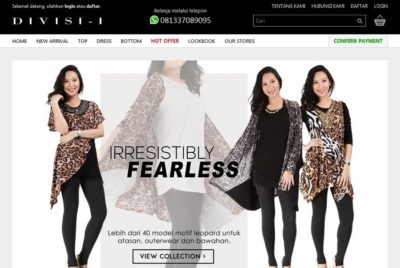 Selamat datang, silahkan login atau daftar.
DIVISI-I
Belanja melalui telepon
081337089095
TENTANG KAMI HUBUNGI KAMI DAFTAR LOGIN
Cari
HOME NEW ARRIVAL TOP DRESS BOTTOM HOT OFFER LOOKBOOK OUR STORES CONFIRM PAYMENT
IRRESISTIBLY
FEARLESS
Lebih dari 40 model motif leopard untuk
atasan, outerwear dan bawahan.
VIEW COLLECTION >